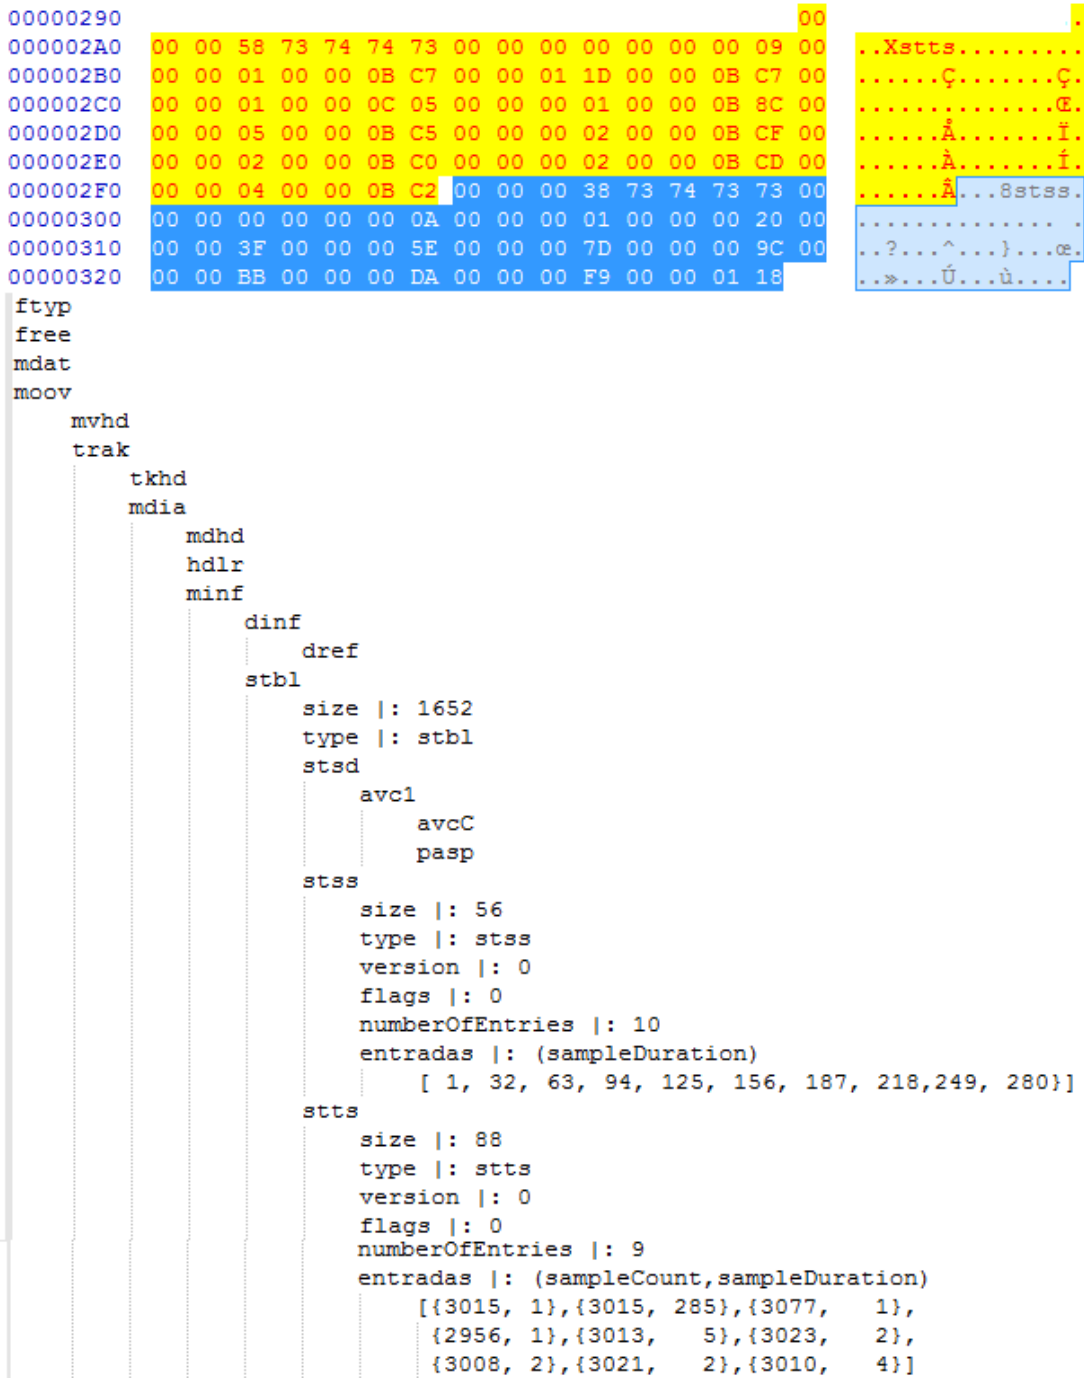 00000290 00 .
000002A0 00 00 58 73 74 74 73 00 00 00 00 00 00 00 09 00 ..Xstts.........
000002B0 00 00 01 00 00 0B C7 00 00 01 1D 00 00 0B C7 00 ......Ç.......Ç.
000002C0 00 01 00 00 0C 05 00 00 00 01 00 00 0B 8C 00 ..............Œ.
000002D0 00 05 00 00 0B C5 00 00 00 02 00 00 0B CF 00 ......Å.......Ï.
000002E0 00 02 00 00 0B C0 00 00 00 02 00 00 0B CD 00 ......À.......Í.
000002F0 00 00 04 00 00 0B C2 00 00 00 38 73 74 73 73 00 ......Â...8stss.
00000300 00 00 00 00 00 00 0A 00 00 00 01 00 00 00 20 00 .............. .
00000310 00 00 3F 00 00 00 5E 00 00 00 7D 00 00 00 9C 00 ..?...^...}...œ.
00000320 00 00 BB 00 00 00 DA 00 00 00 F9 00 00 01 18 ..»...Ú...ù....
ftyp
free
mdat
moov
mvhd
trak
tkhd
mdia
mdhd
hdlr
minf
dinf
dref
stbl
size |: 1652
type |: stbl
stsd
avc1
avcC
pasp
stss
size |: 56
type |: stss
version |: 0
flags |: 0
numberOfEntries |: 10
entradas |: (sampleDuration)
[ 1, 32, 63, 94, 125, 156, 187, 218,249, 280}]
stts
size |: 88
type |: stts
version |: 0
flags |: 0
numberOfEntries |: 9
entradas |: (sampleCount,sampleDuration)
[{3015, 1},{3015, 285},{3077, 1},
{2956, 1},{3013, 5},{3023, 2},
{3008, 2},{3021, 2},{3010, 4}]